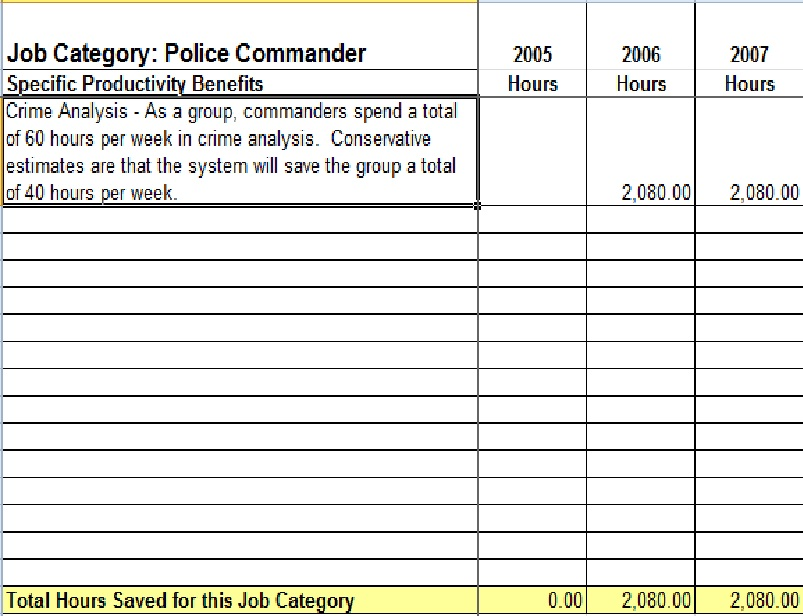 Job Category: Police Commander 2005 2006 2007
Specific Productivity Benefits Hours Hours Hours
Crime Analysis - As a group, commanders spend a total
of 60 hours per week in crime analysis.  Conservative
estimates are that the system will save the group a total
of 40 hours per week. 2,080.00 2,080.00
Total Hours Saved for this Job Category 0.00 2,080.00 2,080.00